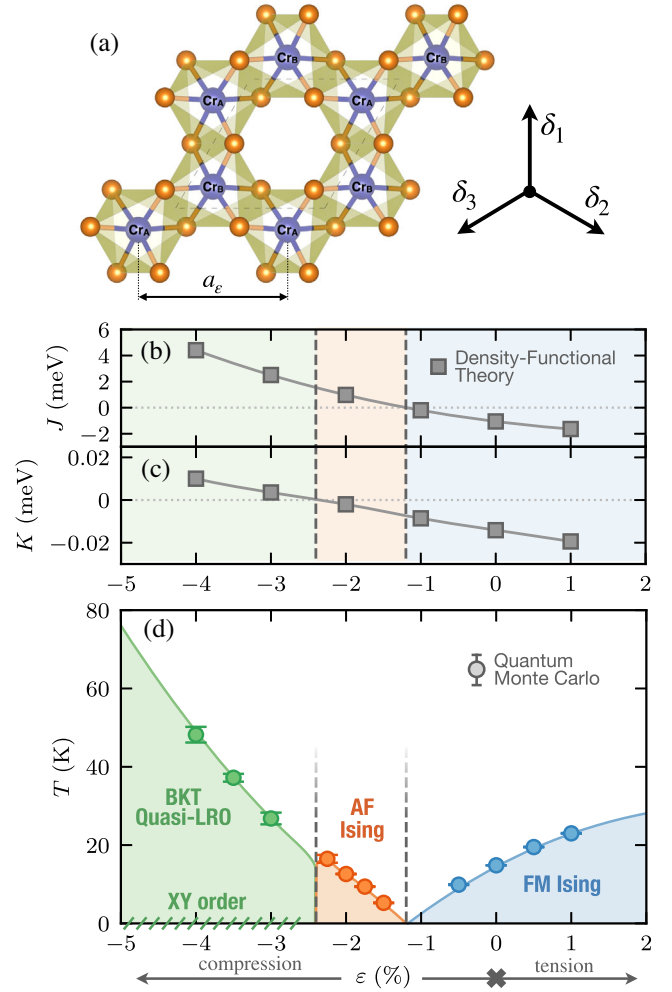 (a)
Cr_B Cr_B
Cr_A Cr_A
Cr_B Cr_B
Cr_A Cr_A
δ₁
δ₃ δ₂
a_ε
(b)
Density-Functional
Theory
J (meV)
6
4
2
0
−2
(c)
K (meV)
0.02
0
−0.02
−5 −4 −3 −2 −1 0 1 2
(d)
Quantum
Monte Carlo
T (K)
80
60
40
20
0
BKT
Quasi-LRO
XY order
AF
Ising
FM Ising
−5 −4 −3 −2 −1 0 1 2
compression ε (%) tension